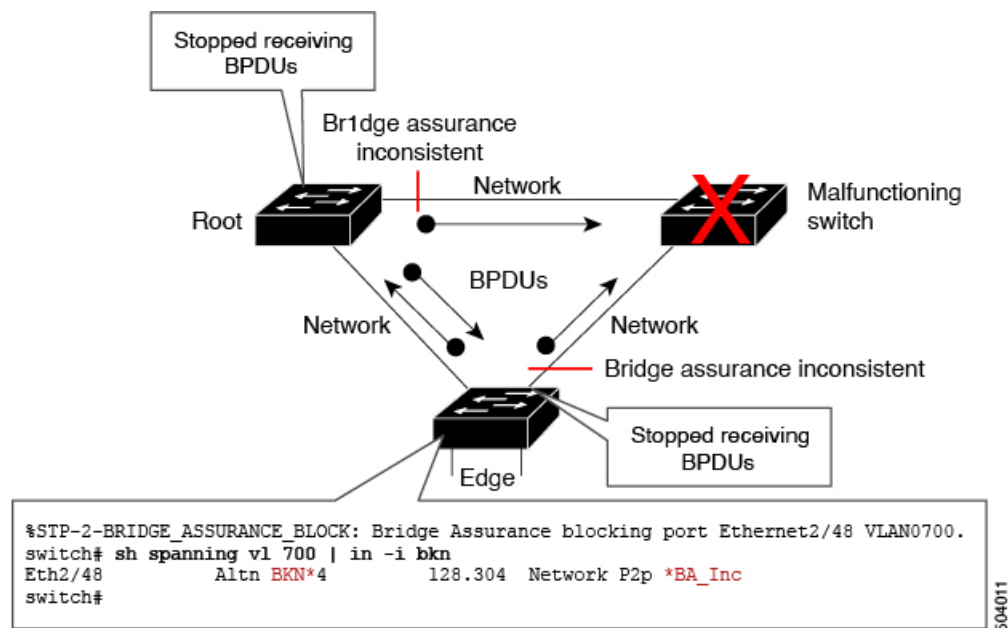 Stopped receiving
BPDUs
Br1dge assurance
inconsistent
Network
Root
Malfunctioning
switch
BPDUs
Network
Network
Bridge assurance inconsistent
Stopped receiving
BPDUs
Edge
%STP-2-BRIDGE_ASSURANCE_BLOCK: Bridge Assurance blocking port Ethernet2/48 VLAN0700.
switch# sh spanning vl 700 | in -i bkn
Eth2/48 Altn BKN*4 128.304 Network P2p *BA_Inc
switch#
504011